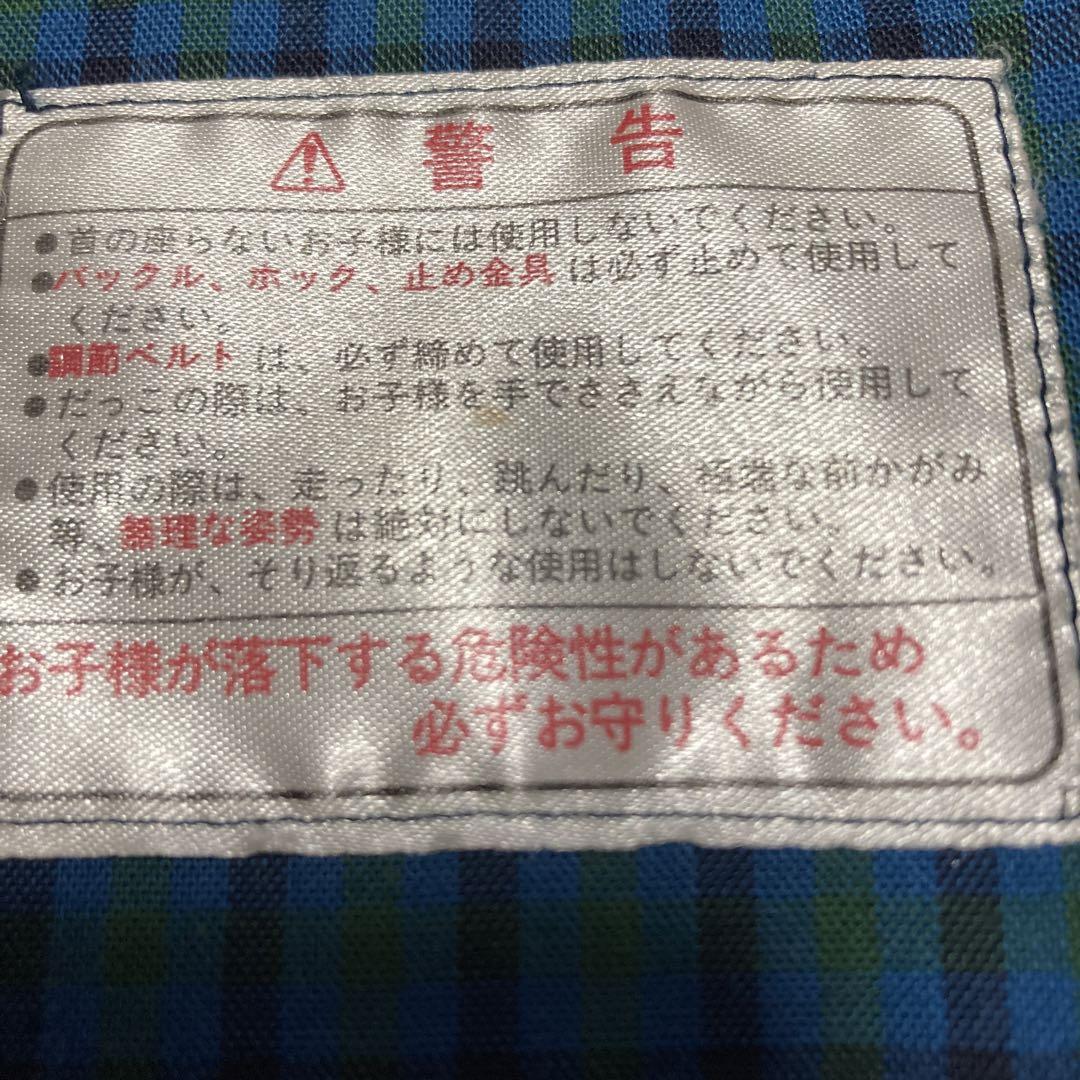 ⚠ 警告
●首の座らないお子様には使用しないでください。
●バックル、ホック、止め金具は必ず止めて使用して
ください。
●調節ベルトは、必ず締めて使用してください。
●だっこの際は、お子様を手でささえながら使用して
ください。
●使用の際は、走ったり、跳んだり、極端な前かがみ
等、無理な姿勢は絶対にしないでください。
●お子様が、そり返るような使用はしないでください。
お子様が落下する危険性があるため
必ずお守りください。